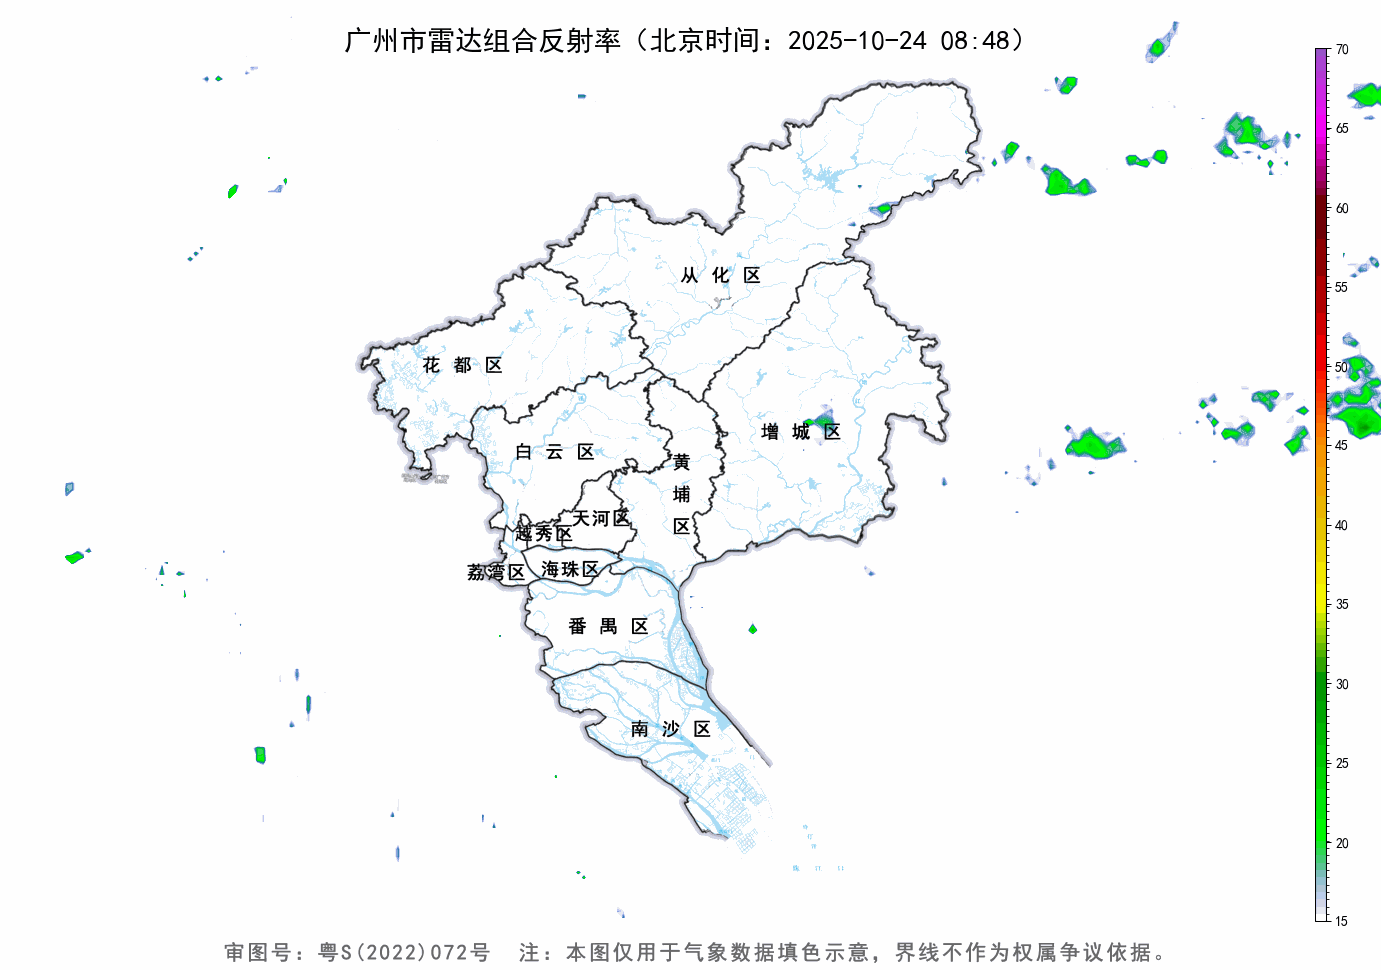 广州市雷达组合反射率（北京时间：2025-10-24 08:48）
70
65
60
55
50
45
40
35
30
25
20
15
从化区
花都区
增城区
白云区
黄埔区
天河区
越秀区
荔湾区
海珠区
番禺区
南沙区
审图号：粤S(2022)072号 注：本图仅用于气象数据填色示意，界线不作为权属争议依据。